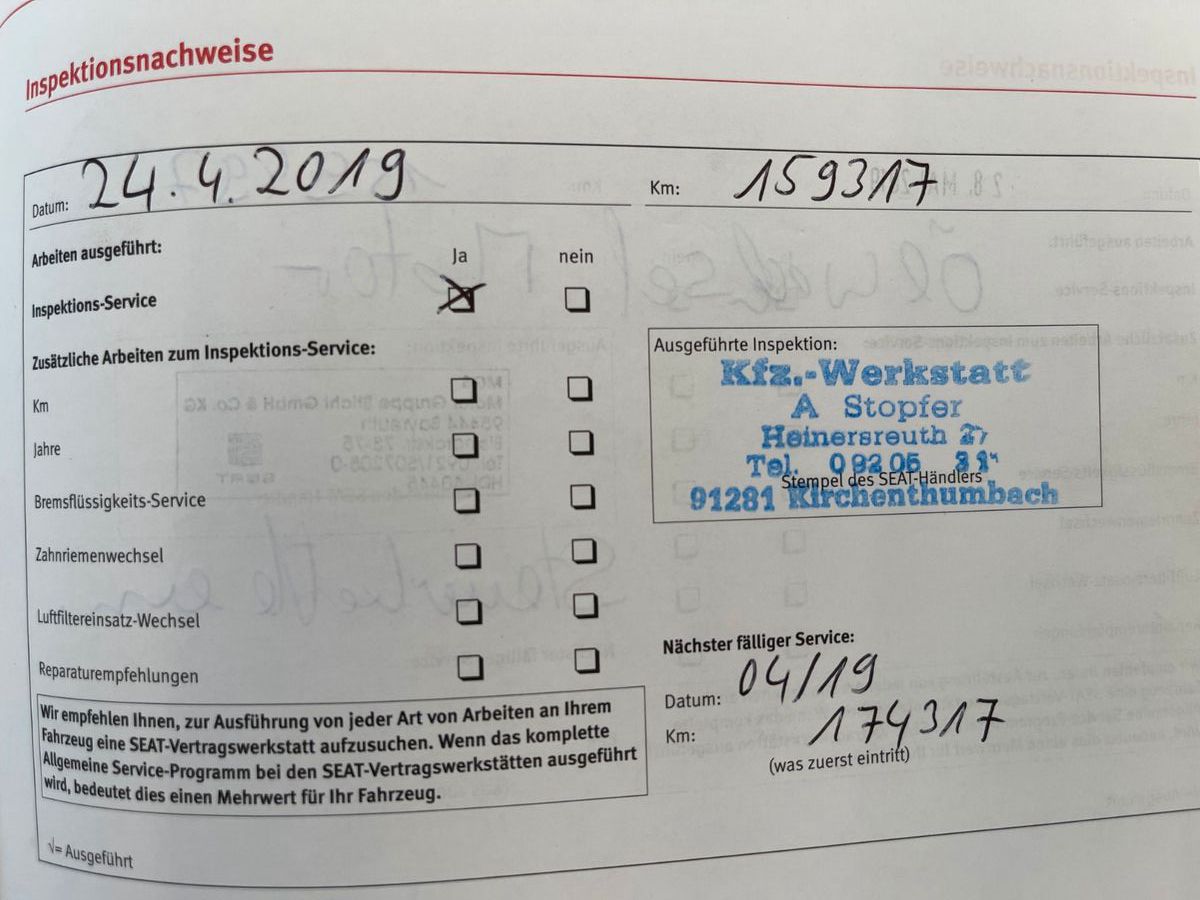 Inspektionsnachweise
Datum: 24.4.2019
Km: 159317
Arbeiten ausgeführt:
Ja nein
Inspektions-Service
Zusätzliche Arbeiten zum Inspektions-Service:
Km
Jahre
Bremsflüssigkeits-Service
Zahnriemenwechsel
Luftfiltereinsatz-Wechsel
Reparaturempfehlungen
Wir empfehlen Ihnen, zur Ausführung von jeder Art von Arbeiten an Ihrem
Fahrzeug eine SEAT-Vertragswerkstatt aufzusuchen. Wenn das komplette
Allgemeine Service-Programm bei den SEAT-Vertragswerkstätten ausgeführt
wird, bedeutet dies einen Mehrwert für Ihr Fahrzeug.
√= Ausgeführt
Ausgeführte Inspektion:
Kfz.-Werkstatt
A Stopfer
Heinersreuth
Tel. 09205
Stempel des SEAT-Händlers
91281 Kirchenthumbach
Nächster fälliger Service:
Datum: 04/19
Km: 174317
(was zuerst eintritt)